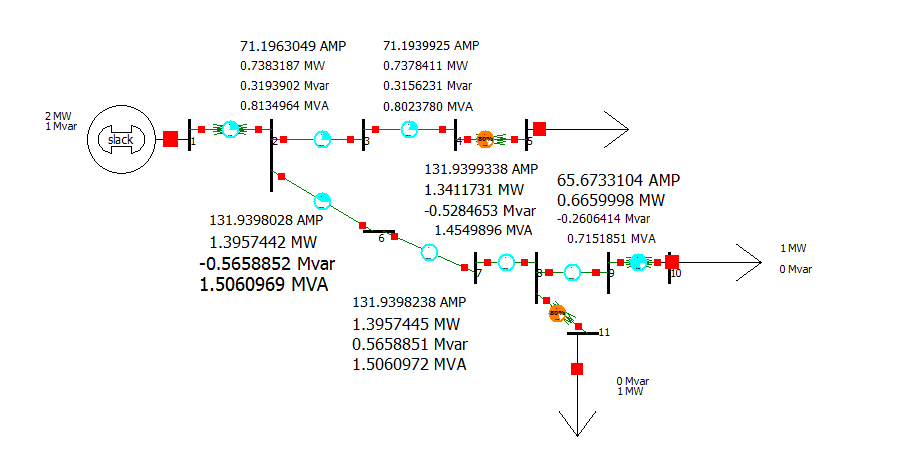 71.1963049 AMP
0.7383187 MW
0.3193902 Mvar
0.8134964 MVA
71.1939925 AMP
0.7378411 MW
0.3156231 Mvar
0.8023780 MVA
2 MW
1 Mvar
slack
1
2
3
4
80%
5
131.9399338 AMP
1.3411731 MW
-0.5284653 Mvar
1.4549896 MVA
65.6733104 AMP
0.6659998 MW
-0.2606414 Mvar
0.7151851 MVA
131.9398028 AMP
1.3957442 MW
-0.5658852 Mvar
1.5060969 MVA
6
7
8
9
10
1 MW
0 Mvar
131.9398238 AMP
1.3957445 MW
0.5658851 Mvar
1.5060972 MVA
80%
11
0 Mvar
1 MW